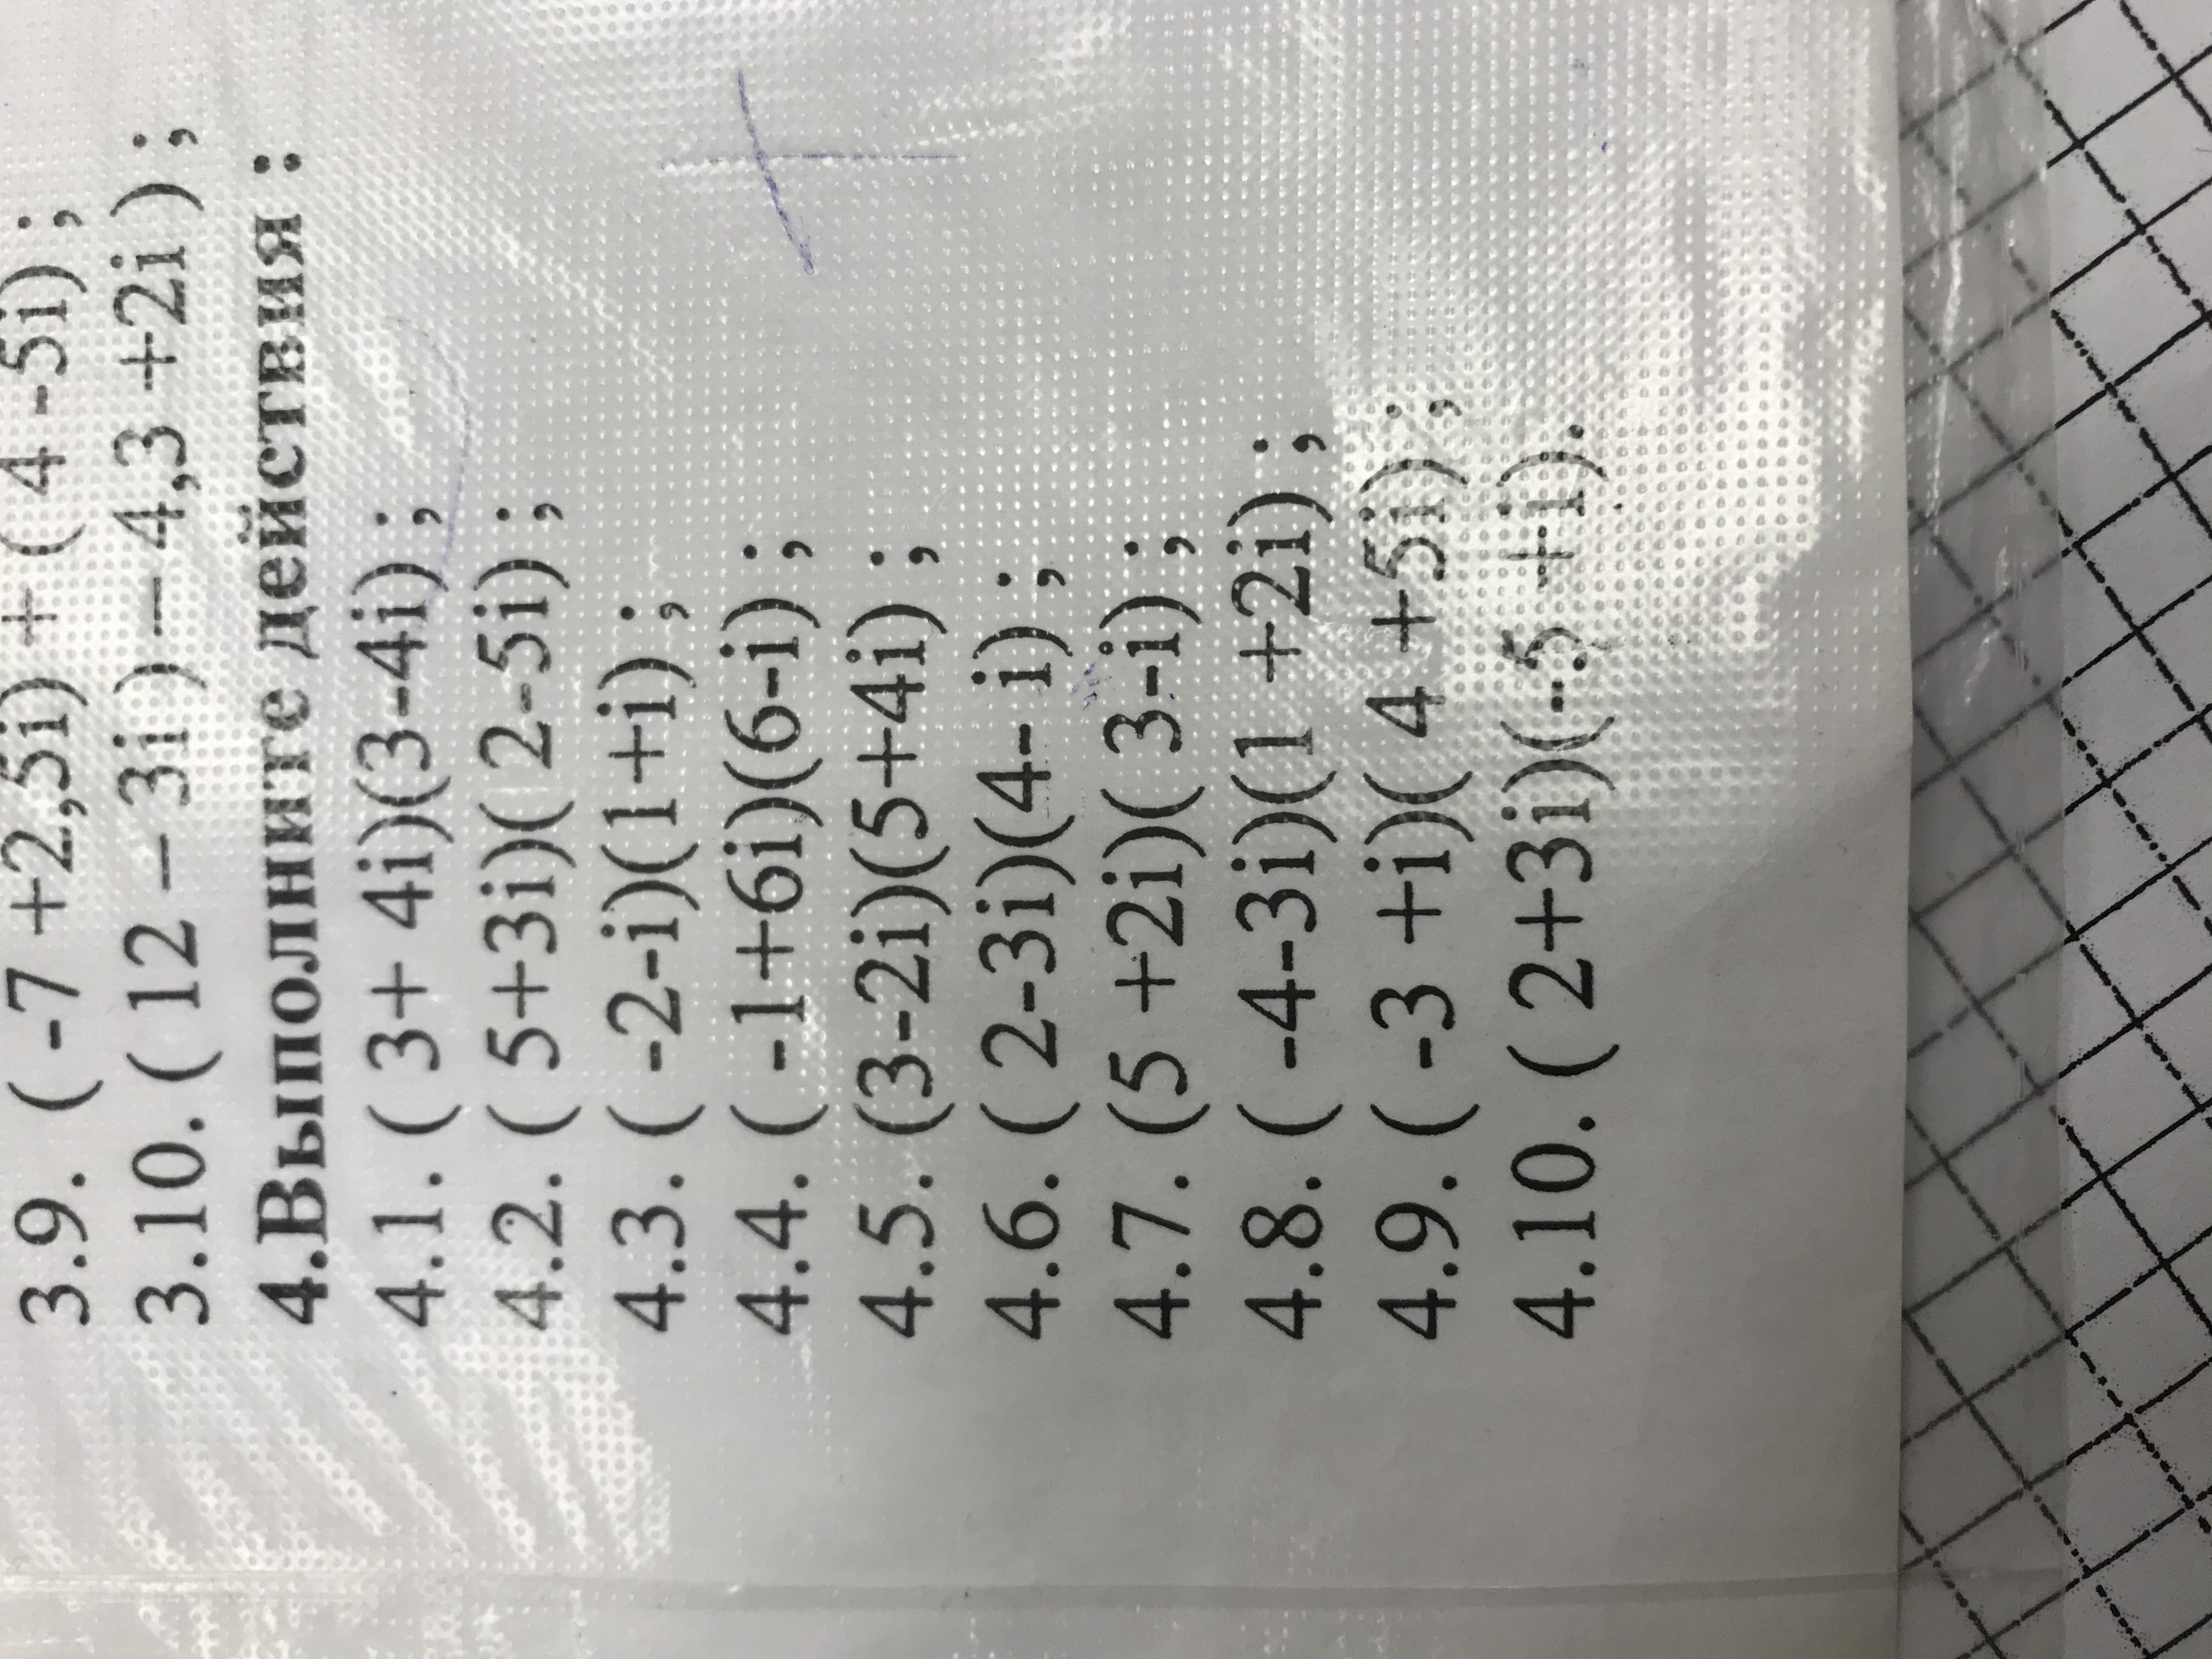 3.9. ( -7 +2,5i) + ( 4 -5i) ;
3.10. ( 12 – 3i) – 4,3 +2i ) ;
4.Выполните действия :
4.1. ( 3+ 4i)(3-4i) ;
4.2. ( 5+3i)( 2-5i) ;
4.3. ( -2-i)(1+i) ;
4.4. ( -1+6i)(6-i) ;
4.5. (3-2i)(5+4i) ;
4.6. ( 2-3i)(4- i) ;
4.7. (5 +2i)( 3-i) ;
4.8. ( -4-3i)(1 +2i) ;
4.9. ( -3 +i)( 4 +5i) ;
4.10. ( 2+3i)(-5 +i).